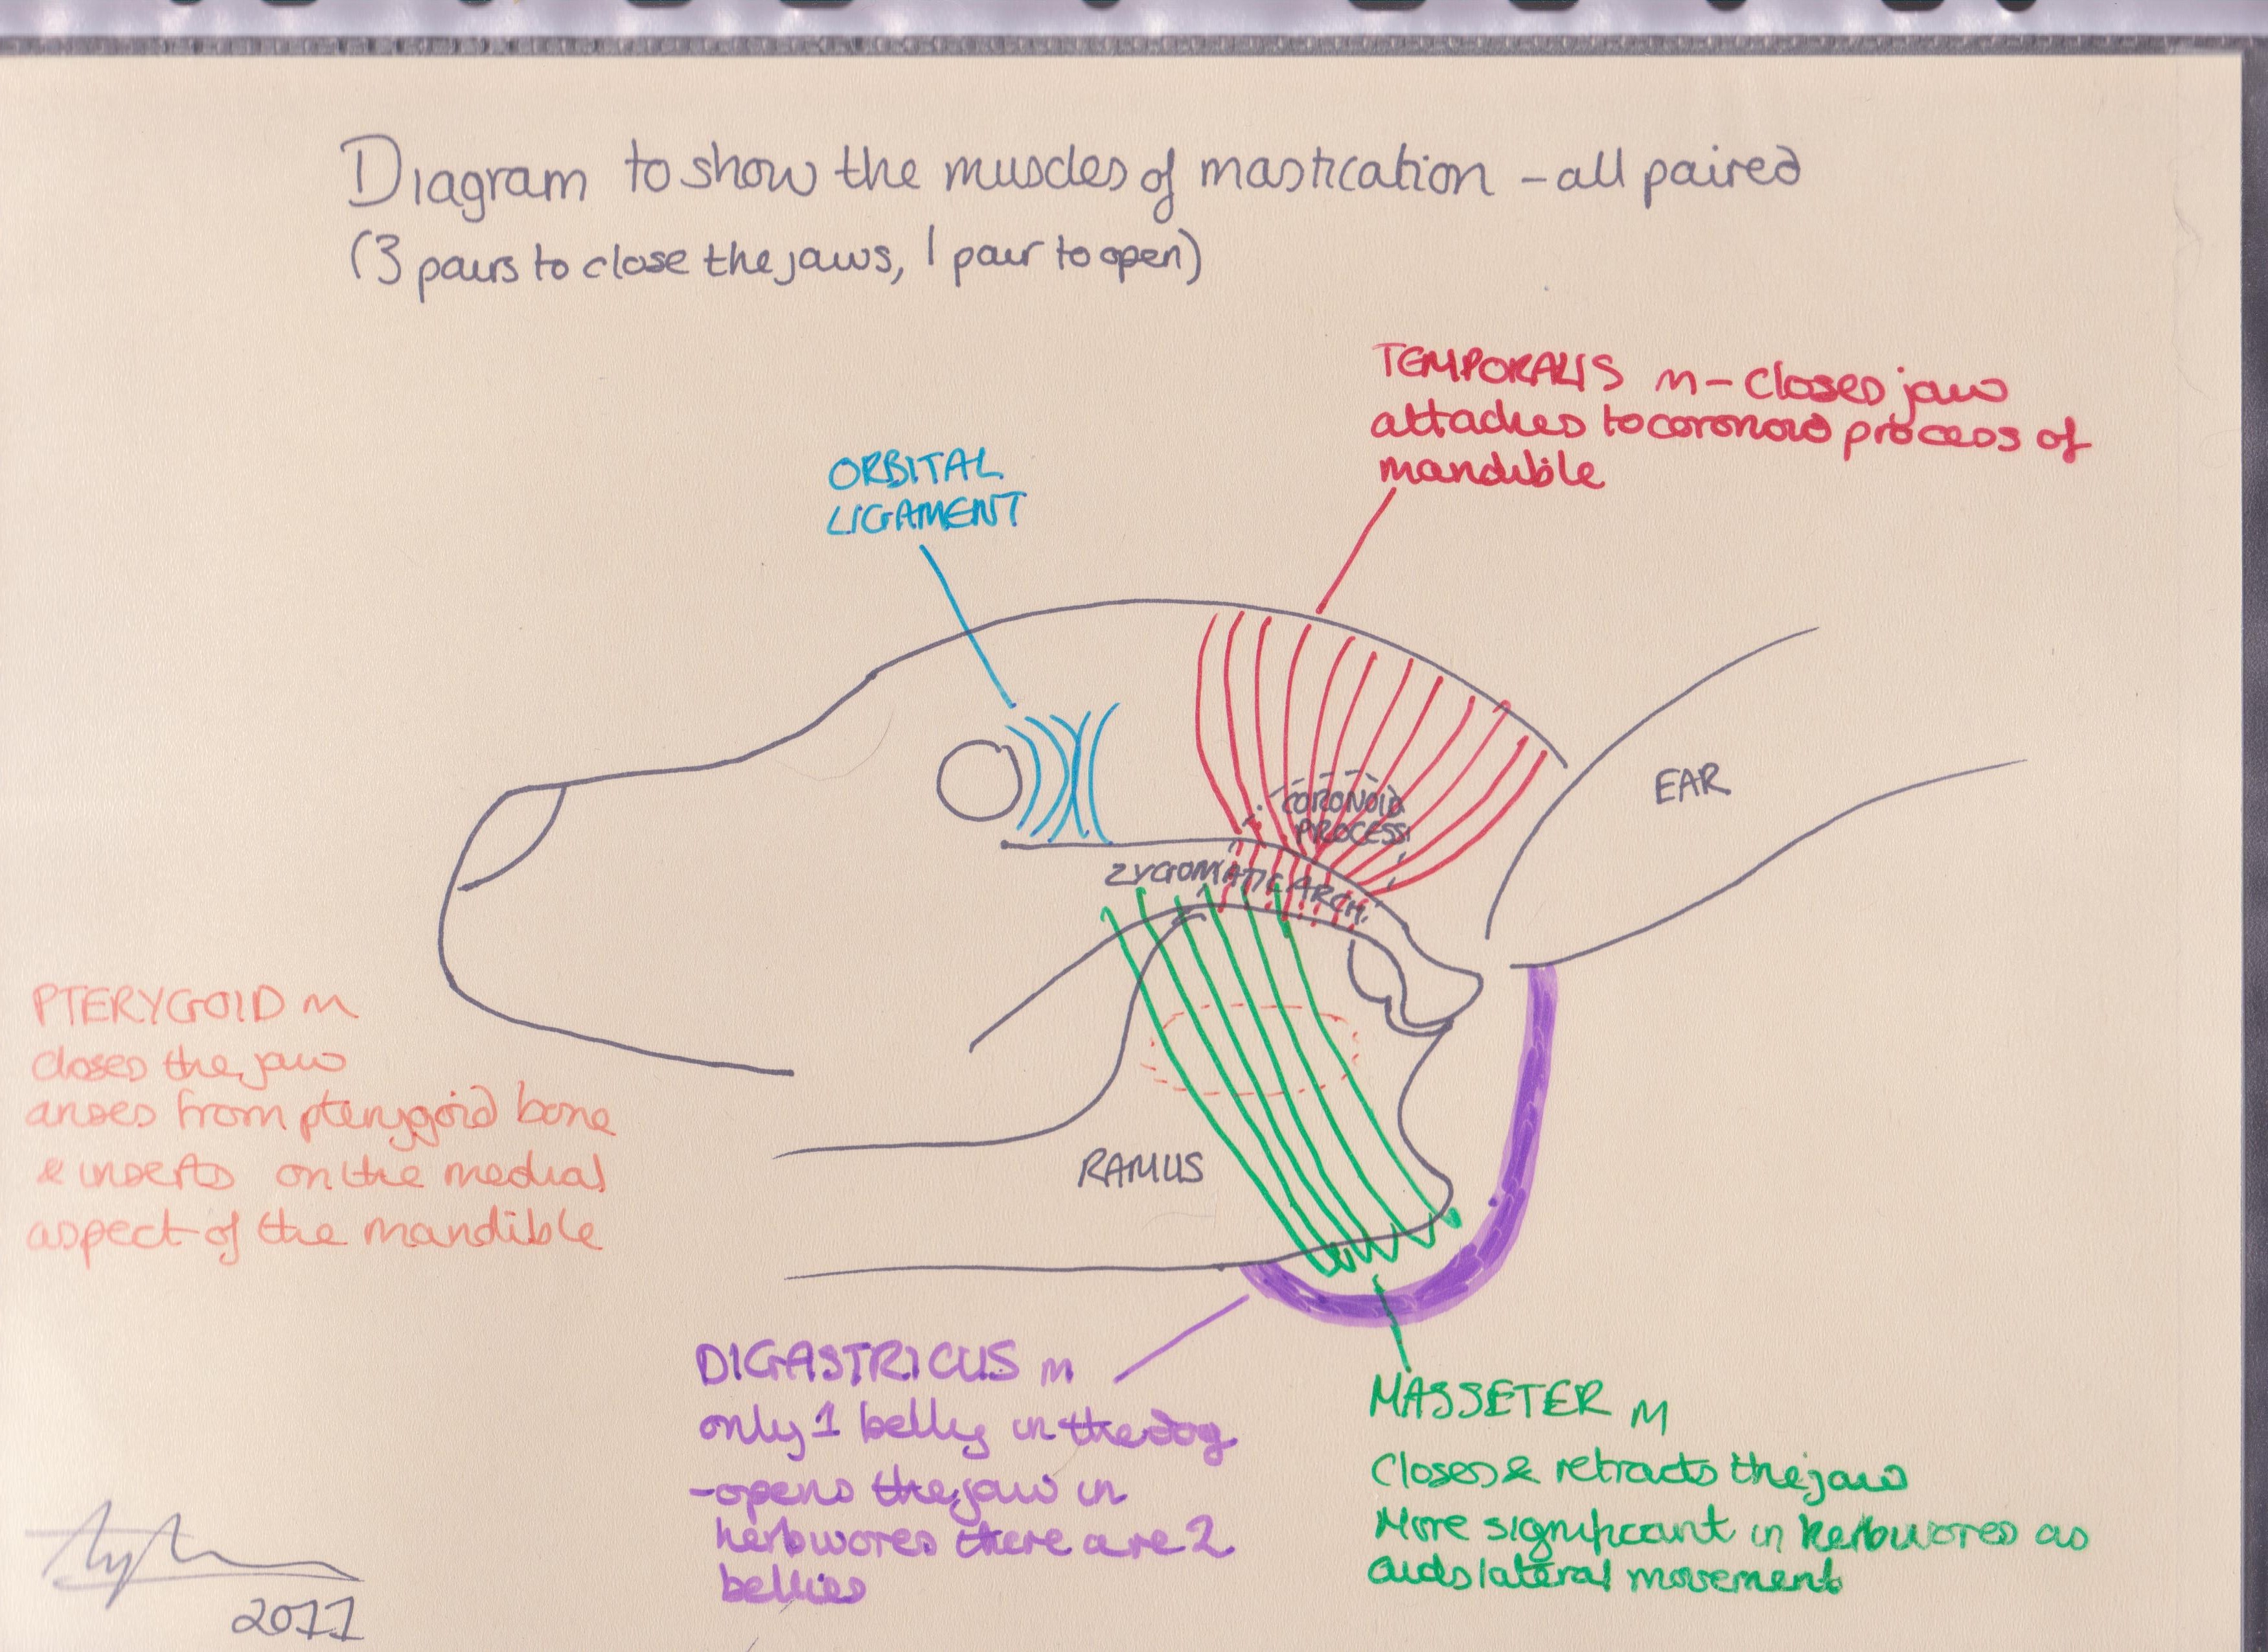 Diagram to show the muscles of mastication - all paired
(3 pairs to close the jaws, 1 pair to open)
TEMPORALIS m - Closes jaw
attaches to coronoid process of
mandible
ORBITAL
LIGAMENT
EAR
CORONOID
PROCESS
ZYGOMATIC ARCH
PTERYGOID m
closes the jaw
arises from pterygoid bone
& inserts on the medial
aspect of the mandible
RAMUS
DIGASTRICUS m
only 1 belly in the dog
- opens the jaw in
herbivores there are 2
bellies
MASSETER M
Closes & retracts the jaw
More significant in herbivores as
aids lateral movement
2011